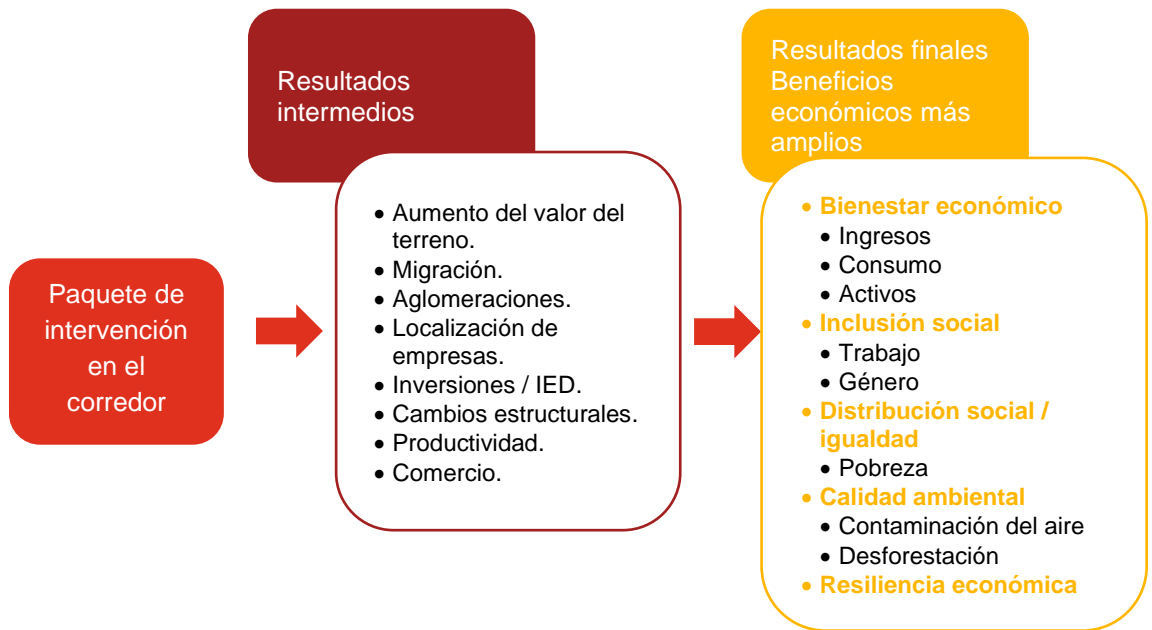 Paquete de
intervención
en el
corredor
Resultados
intermedios
• Aumento del valor del
terreno.
• Migración.
• Aglomeraciones.
• Localización de
empresas.
• Inversiones / IED.
• Cambios estructurales.
• Productividad.
• Comercio.
Resultados finales
Beneficios
económicos más
amplios
• Bienestar económico
• Ingresos
• Consumo
• Activos
• Inclusión social
• Trabajo
• Género
• Distribución social /
igualdad
• Pobreza
• Calidad ambiental
• Contaminación del aire
• Desforestación
• Resiliencia económica